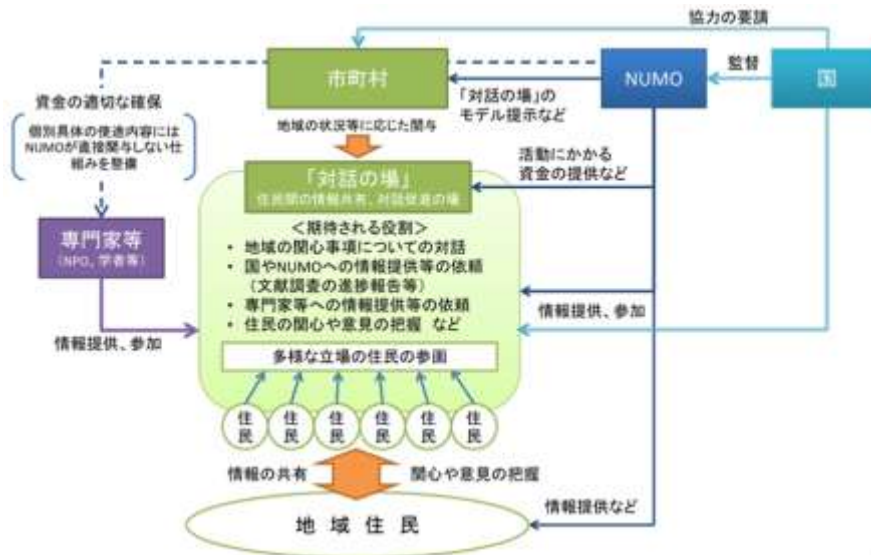 協力の要請
市町村
NUMO
監督
国
資金の適切な確保
個別具体の使途内容には
NUMOが直接関与しない仕
組みを整備
「対話の場」の
モデル提示など
地域の状況等に応じた関与
活動にかかる
資金の提供など
「対話の場」
住民間の情報共有、対話促進の場
専門家等
(NPO、学者等)
＜期待される役割＞
・ 地域の関心事項についての対話
・ 国やNUMOへの情報提供等の依頼
(文献調査の進捗報告等)
・ 専門家等への情報提供等の依頼
・ 住民の関心や意見の把握 など
情報提供、参加
情報提供、参加
多様な立場の住民の参画
住民
住民
住民
住民
住民
住民
情報の共有
関心や意見の把握
情報提供など
地 域 住 民